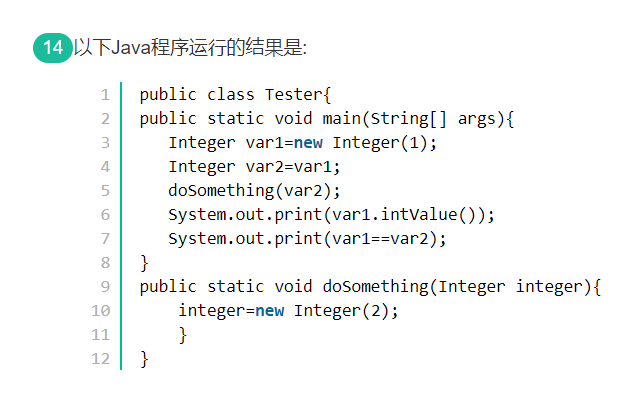 14 以下Java程序运行的结果是:
1 public class Tester{
2 public static void main(String[] args){
3 Integer var1=new Integer(1);
4 Integer var2=var1;
5 doSomething(var2);
6 System.out.print(var1.intValue());
7 System.out.print(var1==var2);
8 }
9 public static void doSomething(Integer integer){
10 integer=new Integer(2);
11 }
12 }